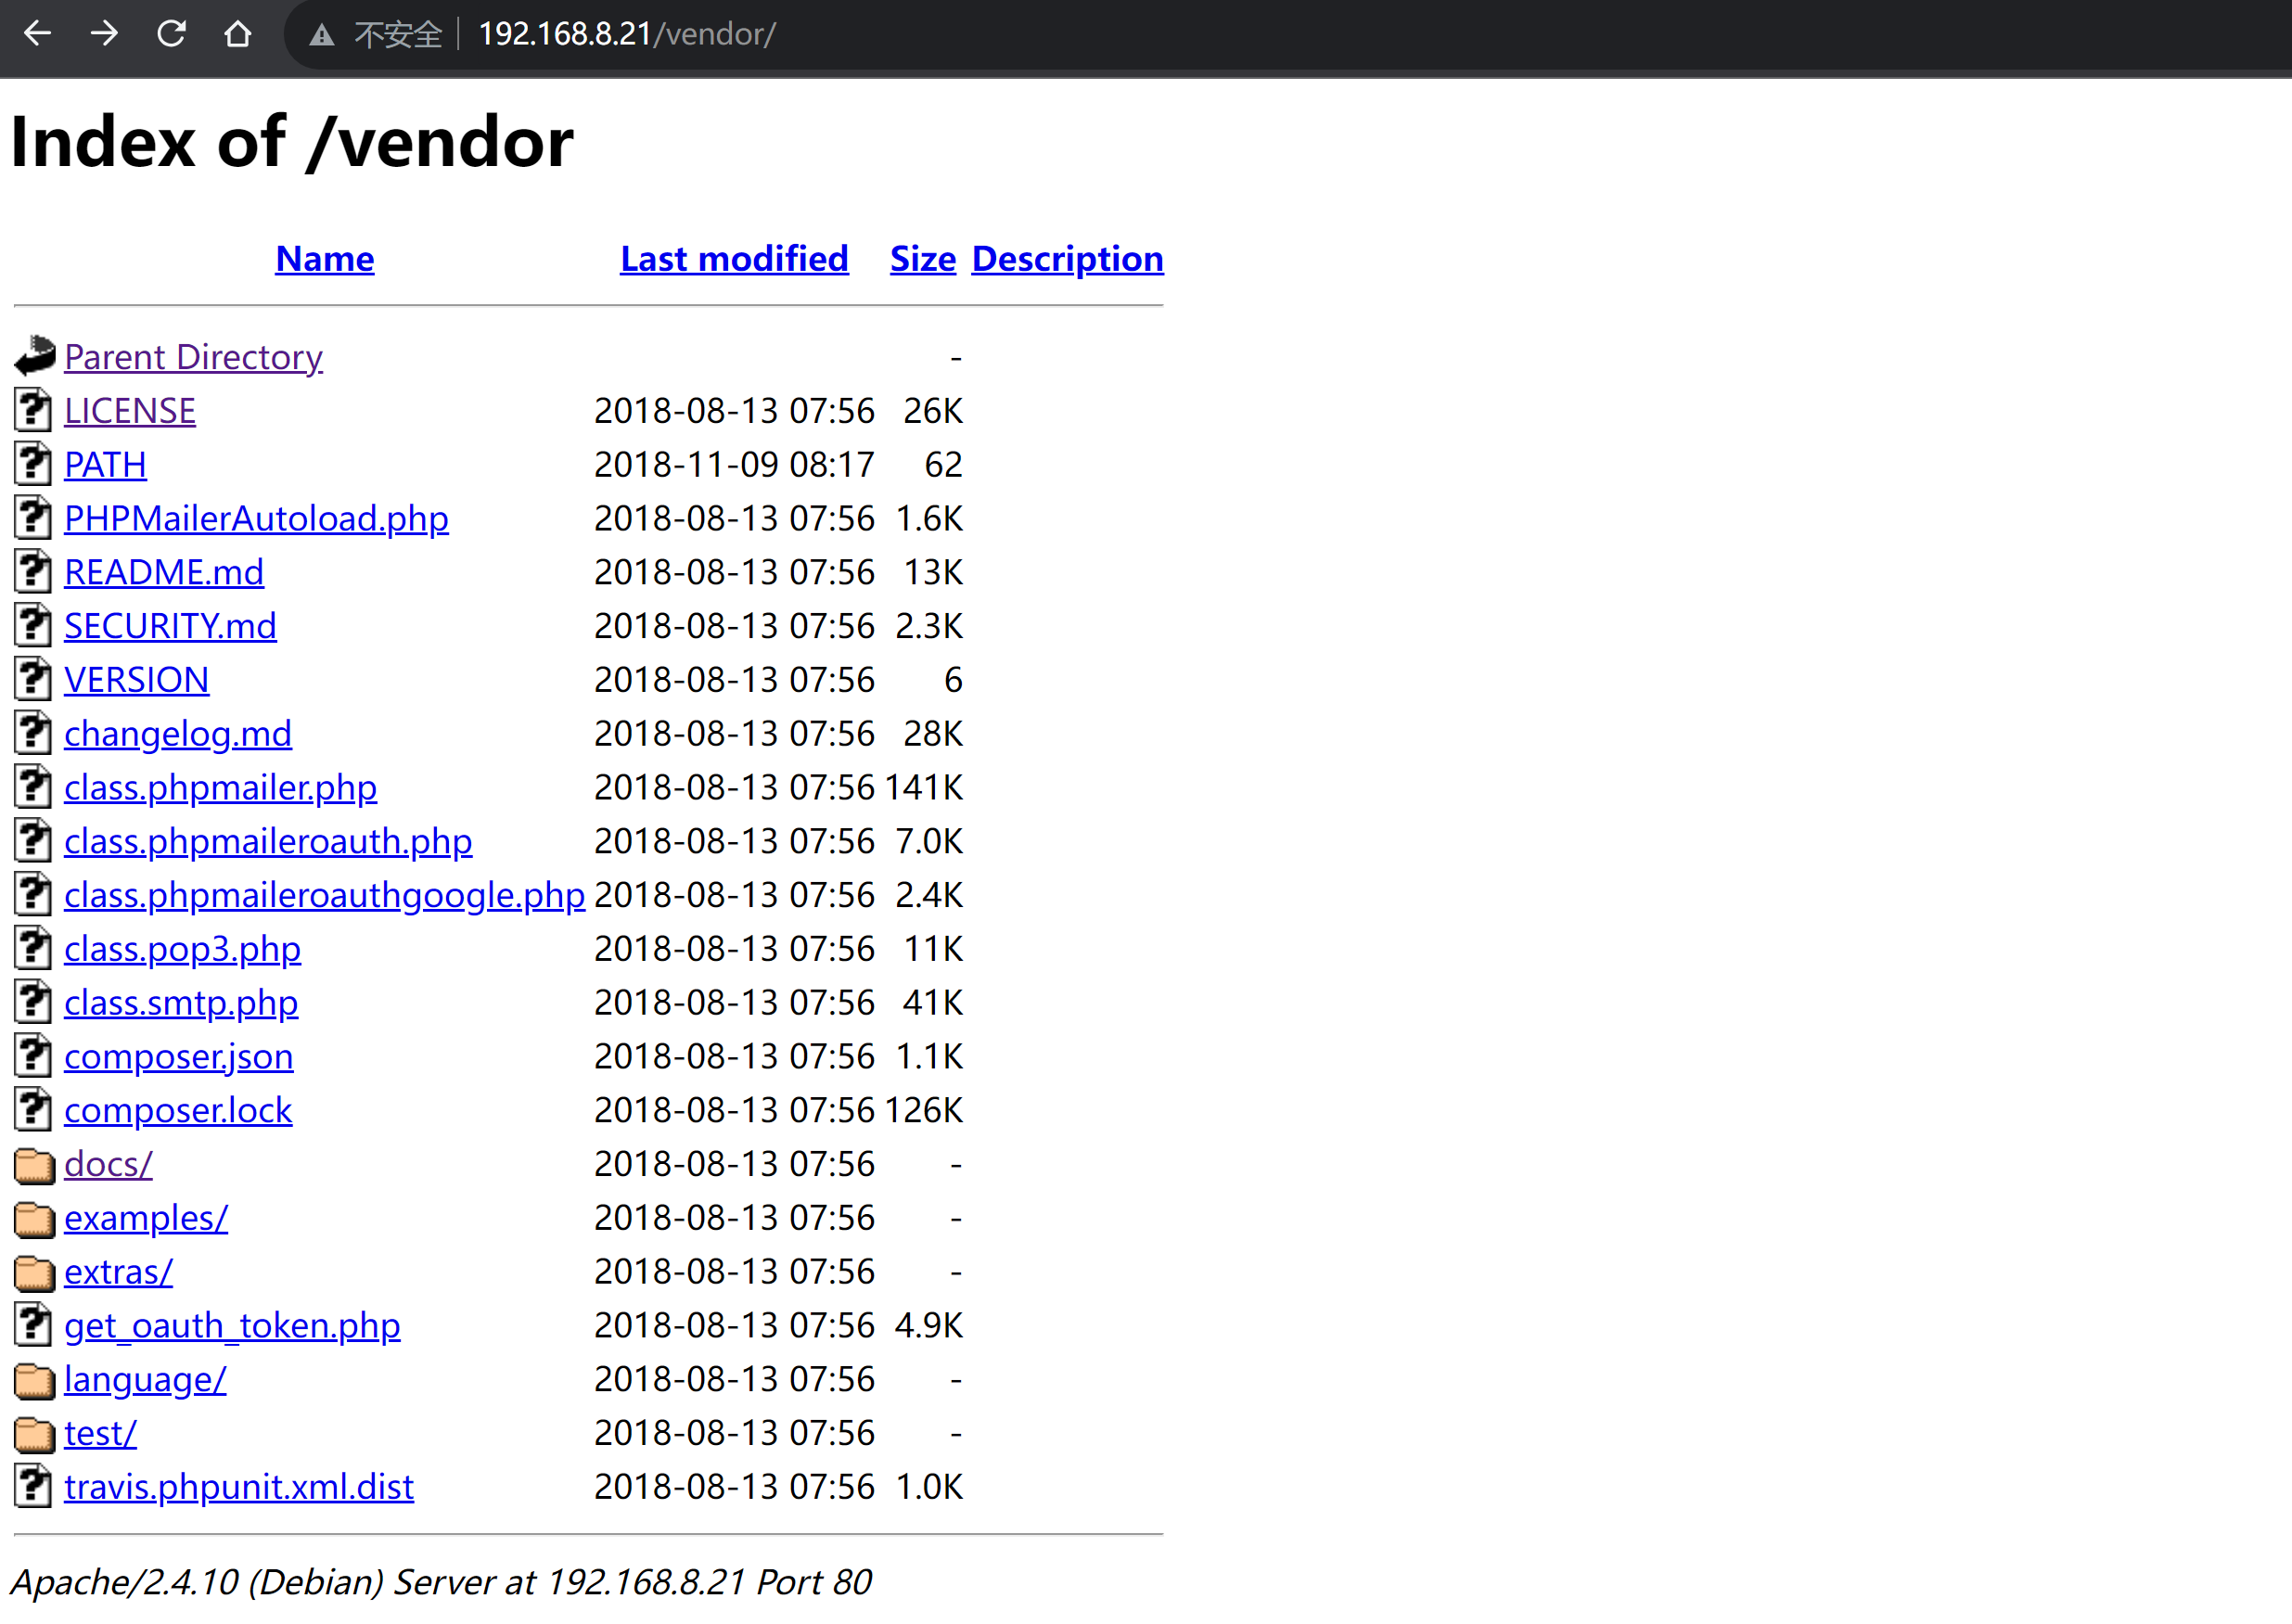 不安全 192.168.8.21/vendor/
Index of /vendor
Name Last modified Size Description
Parent Directory -
LICENSE 2018-08-13 07:56 26K
PATH 2018-11-09 08:17 62
PHPMailerAutoload.php 2018-08-13 07:56 1.6K
README.md 2018-08-13 07:56 13K
SECURITY.md 2018-08-13 07:56 2.3K
VERSION 2018-08-13 07:56 6
changelog.md 2018-08-13 07:56 28K
class.phpmailer.php 2018-08-13 07:56 141K
class.phpmaileroauth.php 2018-08-13 07:56 7.0K
class.phpmaileroauthgoogle.php 2018-08-13 07:56 2.4K
class.pop3.php 2018-08-13 07:56 11K
class.smtp.php 2018-08-13 07:56 41K
composer.json 2018-08-13 07:56 1.1K
composer.lock 2018-08-13 07:56 126K
docs/ 2018-08-13 07:56 -
examples/ 2018-08-13 07:56 -
extras/ 2018-08-13 07:56 -
get_oauth_token.php 2018-08-13 07:56 4.9K
language/ 2018-08-13 07:56 -
test/ 2018-08-13 07:56 -
travis.phpunit.xml.dist 2018-08-13 07:56 1.0K
Apache/2.4.10 (Debian) Server at 192.168.8.21 Port 80